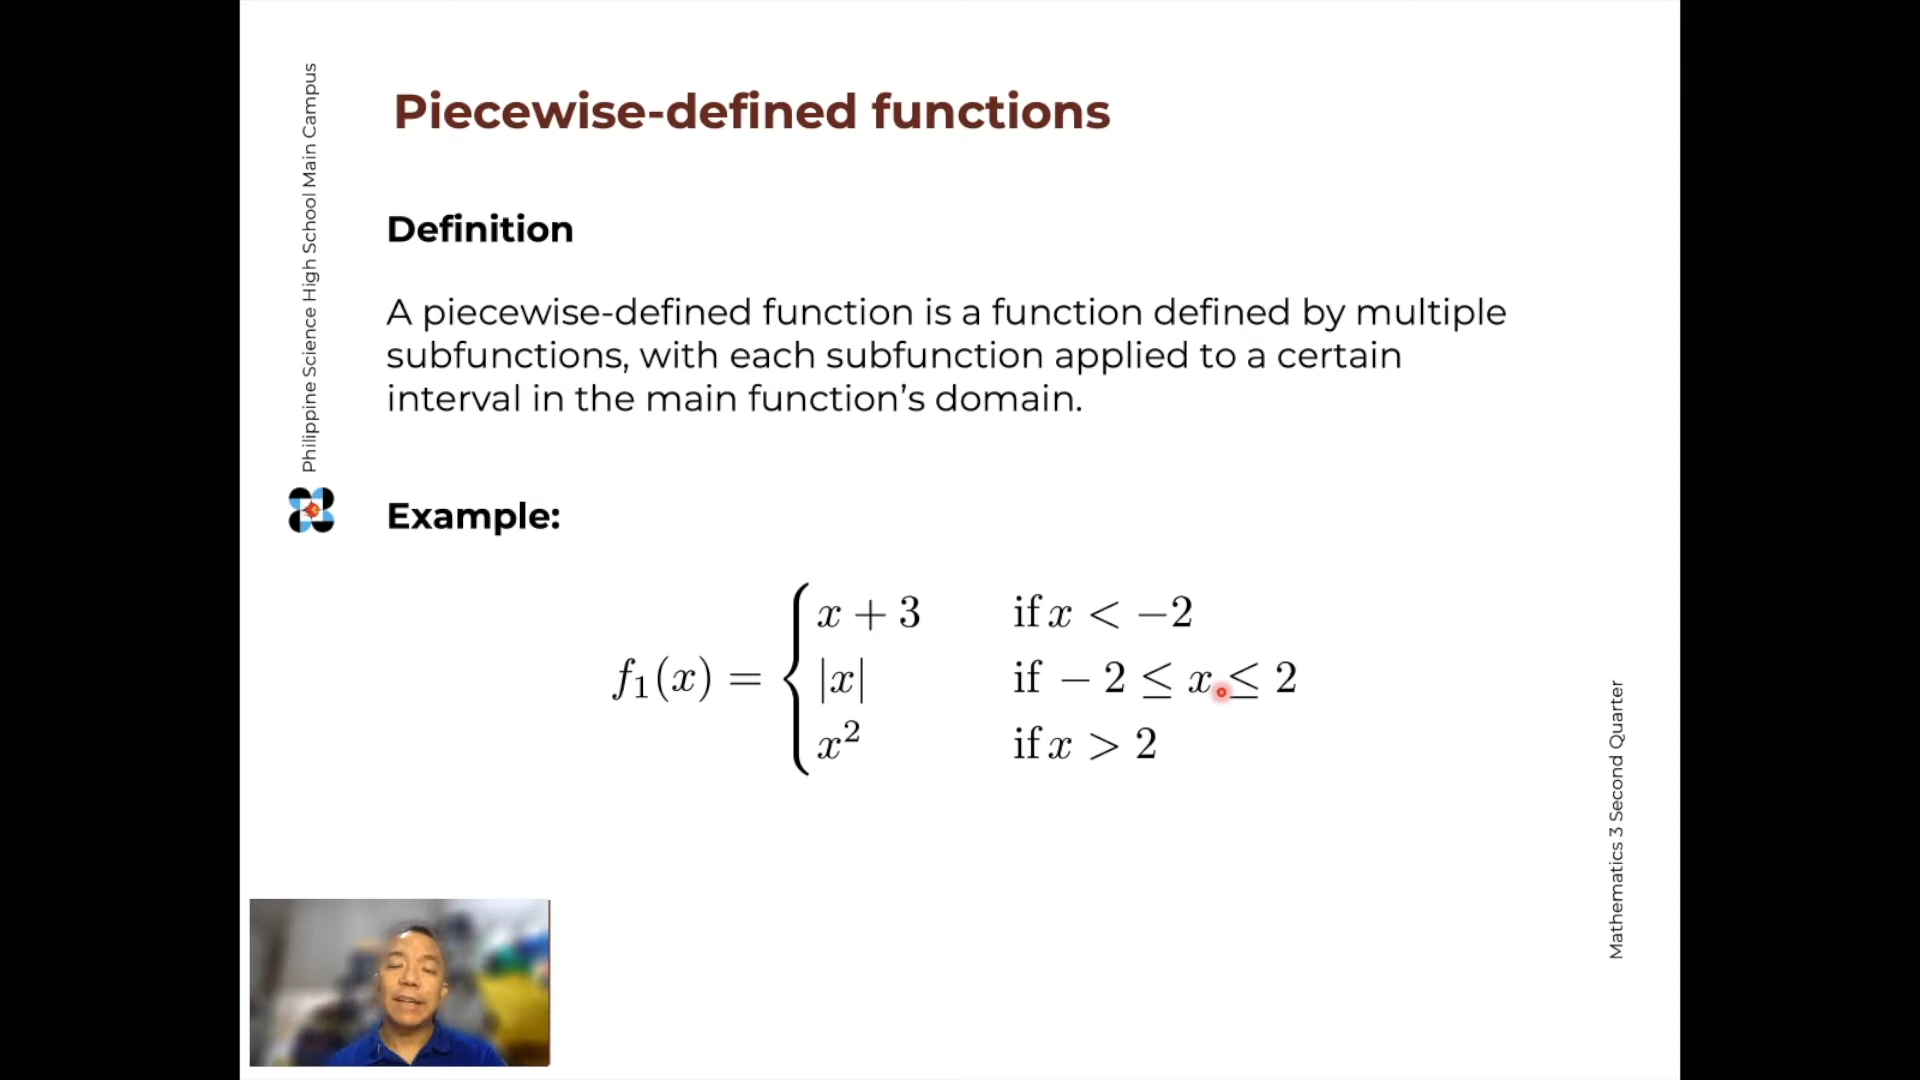 Philippine Science High School Main Campus
Piecewise-defined functions
Definition
A piecewise-defined function is a function defined by multiple
subfunctions, with each subfunction applied to a certain
interval in the main function’s domain.
Example:
f₁(x) = {
x + 3 if x < −2
|x| if − 2 ≤ x ≤ 2
x² if x > 2
Mathematics 3 Second Quarter